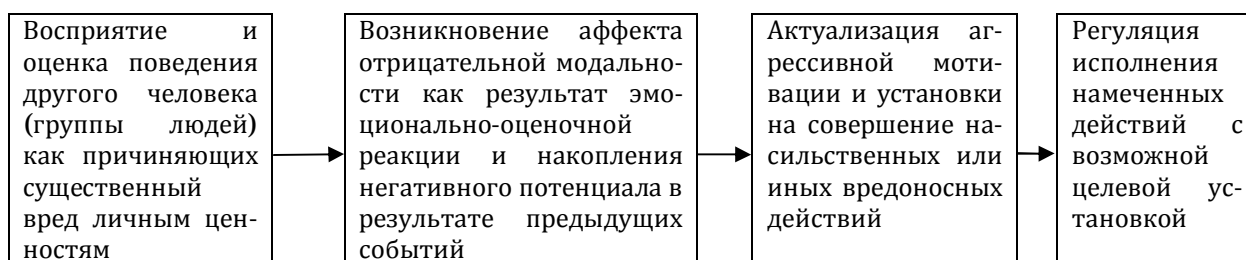 Восприятие и
оценка поведения
другого человека
(группы людей)
как причиняющих
существенный
вред личным цен-
ностям
Возникновение аффекта
отрицательной модально-
сти как результат эмо-
ционально-оценочной
реакции и накопления
негативного потенциала в
результате предыдущих
событий
Актуализация аг-
рессивной моти-
вации и установки
на совершение на-
сильственных или
иных вредоносных
действий
Регуляция
исполнения
намеченных
действий с
возможной
целевой ус-
тановкой